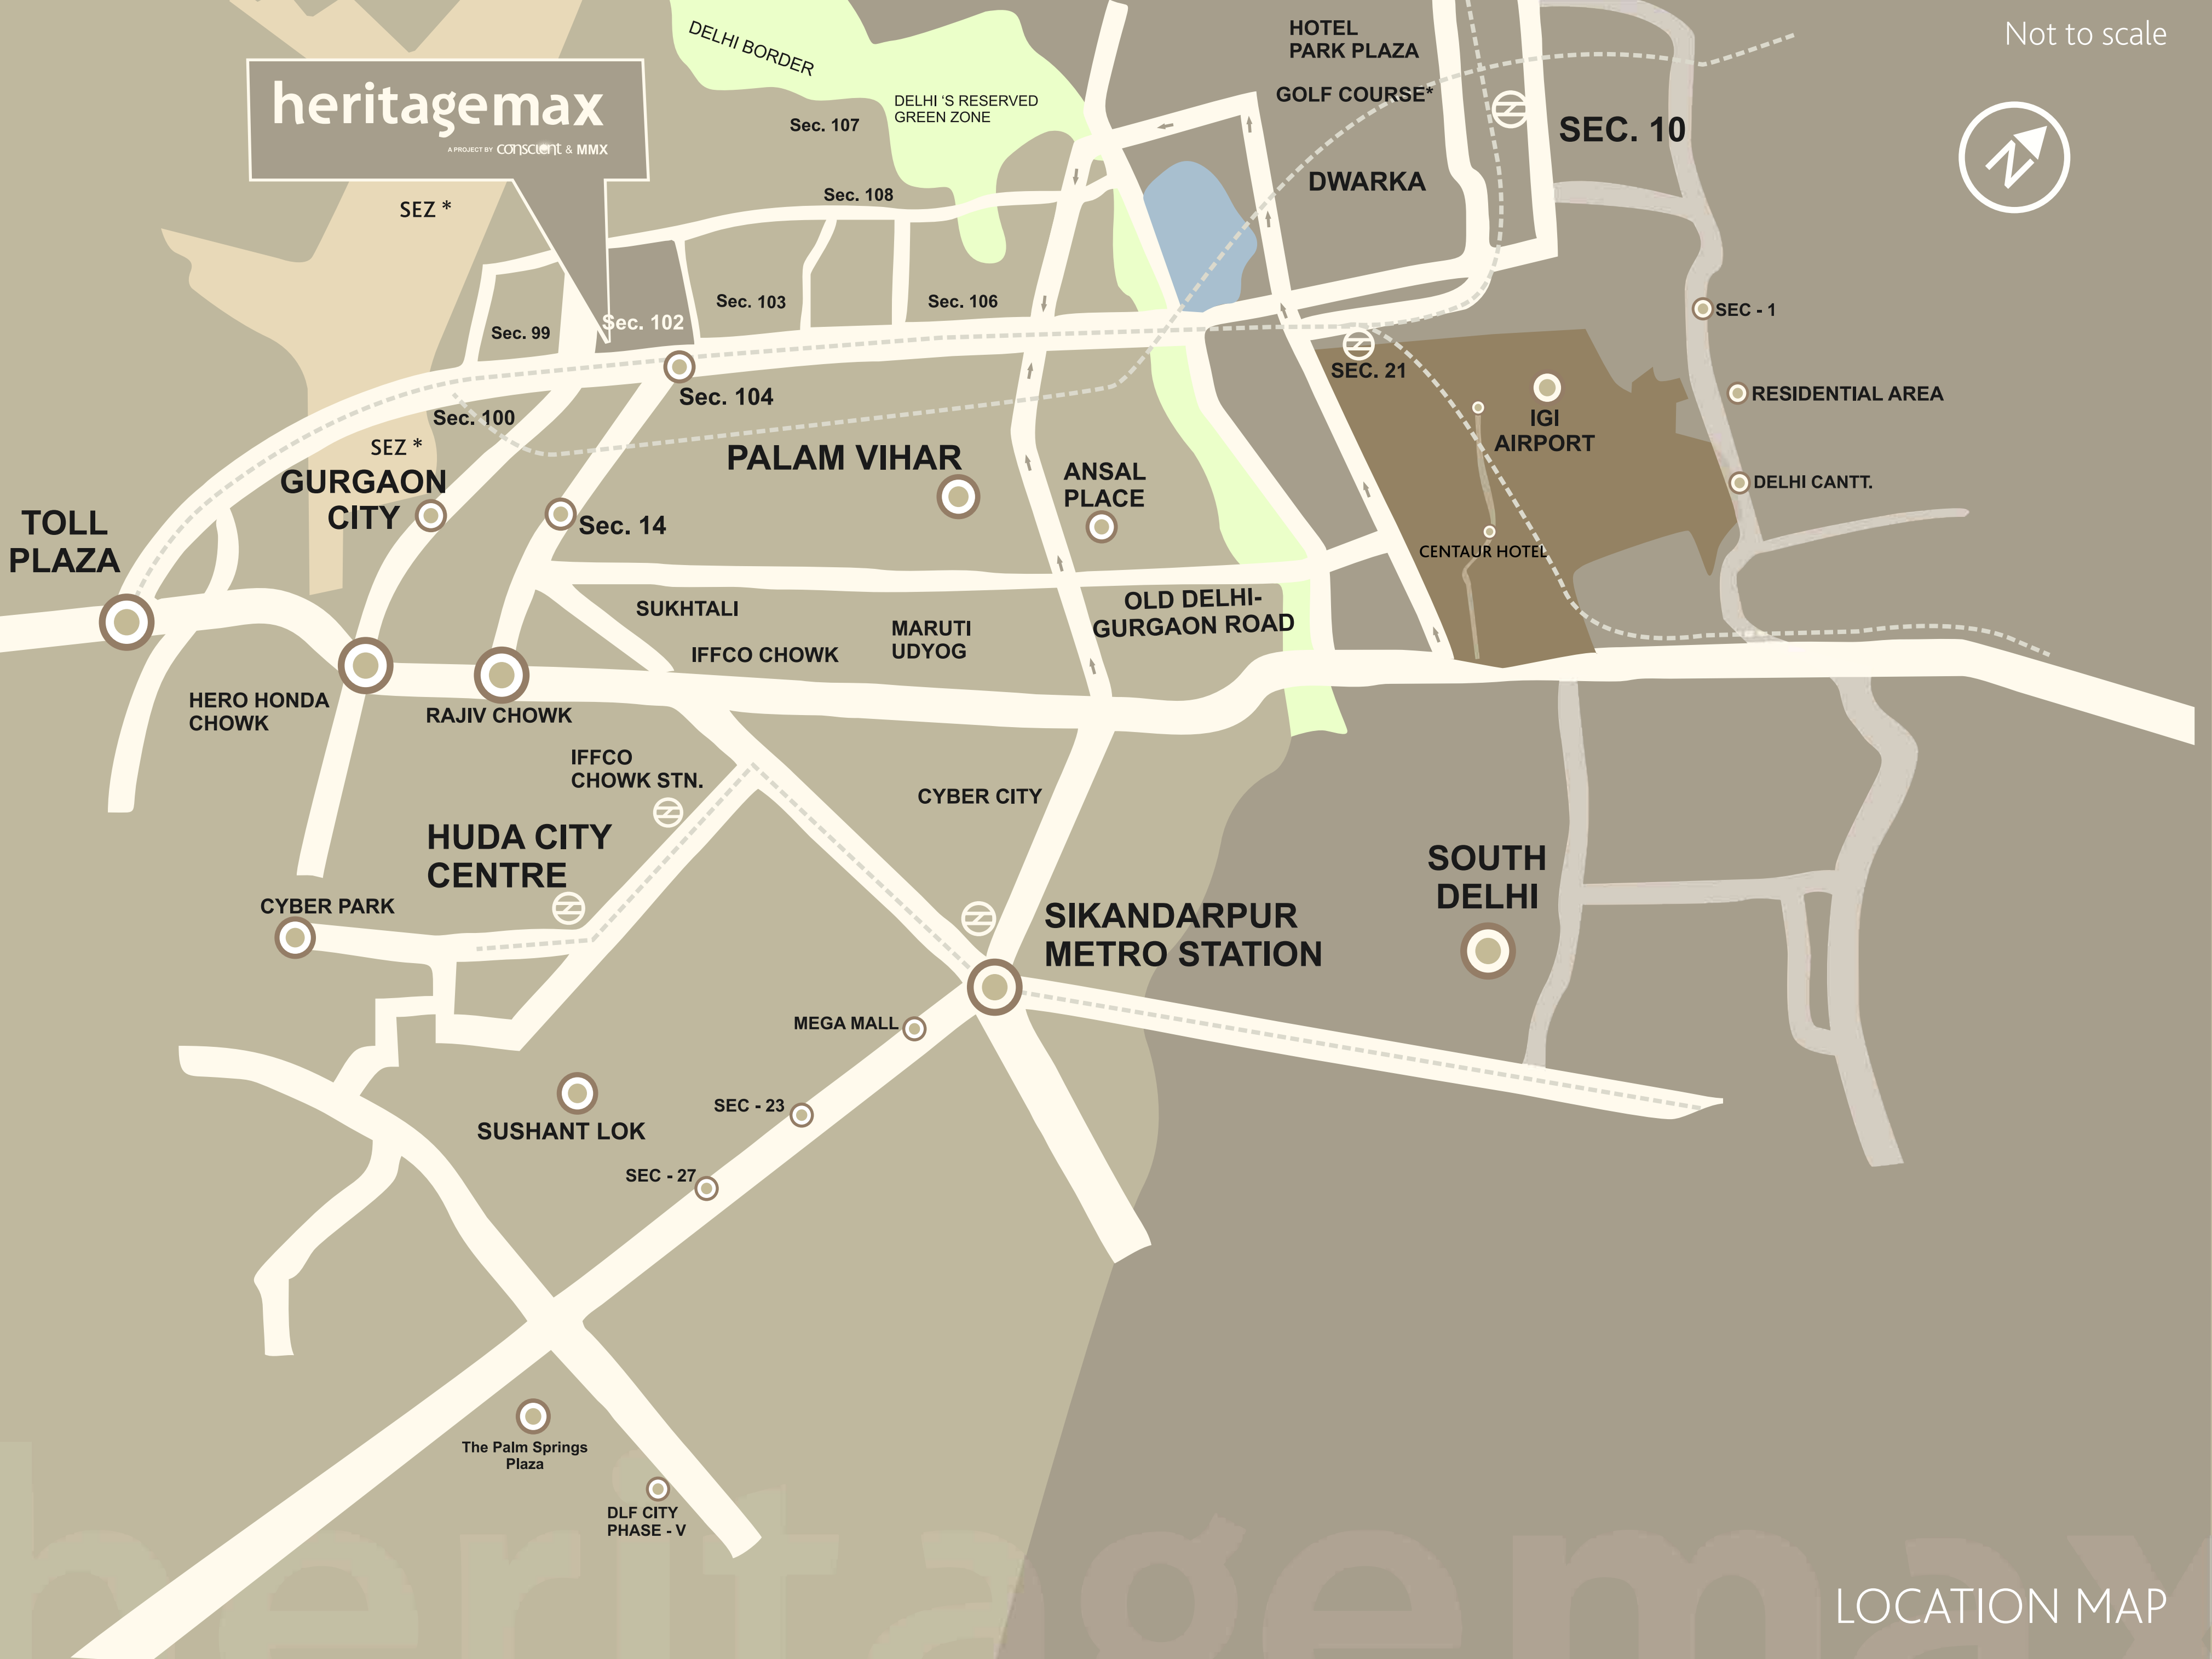 Not to scale
N
heritagemax
A PROJECT BY conscient & MMX
DELHI BORDER
DELHI 'S RESERVED
GREEN ZONE
HOTEL
PARK PLAZA
GOLF COURSE*
SEC. 10
DWARKA
SEZ *
Sec. 107
Sec. 108
Sec. 99
Sec. 102
Sec. 103
Sec. 106
SEC - 1
SEC. 21
Sec. 104
Sec. 100
SEZ *
GURGAON
CITY
PALAM VIHAR
ANSAL
PLACE
IGI
AIRPORT
RESIDENTIAL AREA
DELHI CANTT.
TOLL
PLAZA
Sec. 14
CENTAUR HOTEL
SUKHTALI
MARUTI
UDYOG
OLD DELHI-
GURGAON ROAD
IFFCO CHOWK
HERO HONDA
CHOWK
RAJIV CHOWK
IFFCO
CHOWK STN.
CYBER CITY
HUDA CITY
CENTRE
CYBER PARK
SIKANDARPUR
METRO STATION
SOUTH
DELHI
MEGA MALL
SEC - 23
SUSHANT LOK
SEC - 27
The Palm Springs
Plaza
DLF CITY
PHASE - V
heritagemax
LOCATION MAP